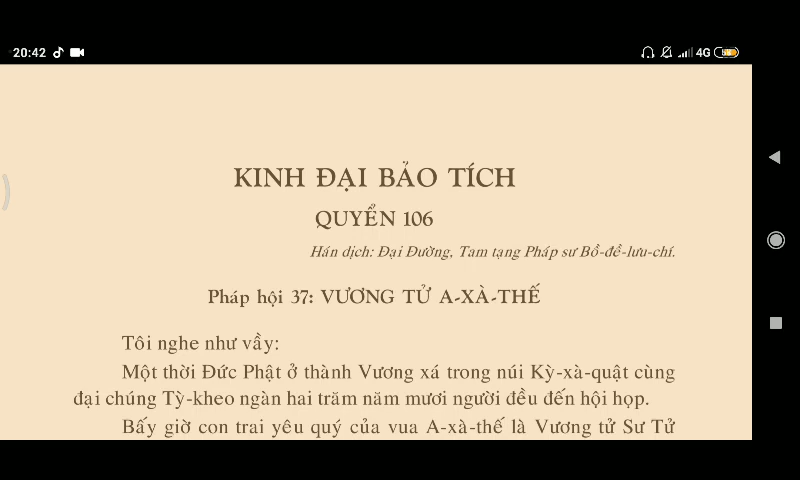 20:42
4G
KINH ĐẠI BẢO TÍCH
QUYỂN 106
Hán dịch: Đại Đường, Tam tạng Pháp sư Bồ-đề-lưu-chí.
Pháp hội 37: VƯƠNG TỬ A-XÀ-THẾ
Tôi nghe như vầy:
Một thời Đức Phật ở thành Vương xá trong núi Kỳ-xà-quật cùng
đại chúng Tỳ-kheo ngàn hai trăm năm mươi người đều đến hội họp.
Bấy giờ con trai yêu quý của vua A-xà-thế là Vương tử Sư Tử